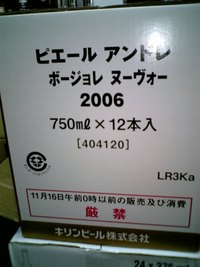 ピエール アンドレ
ボージョレ ヌーヴォー
2006
750mℓ×12本入
[404120]
LR3Ka
11月16日午前0時以前の販売及び消費
厳禁
キリンビール株式会社